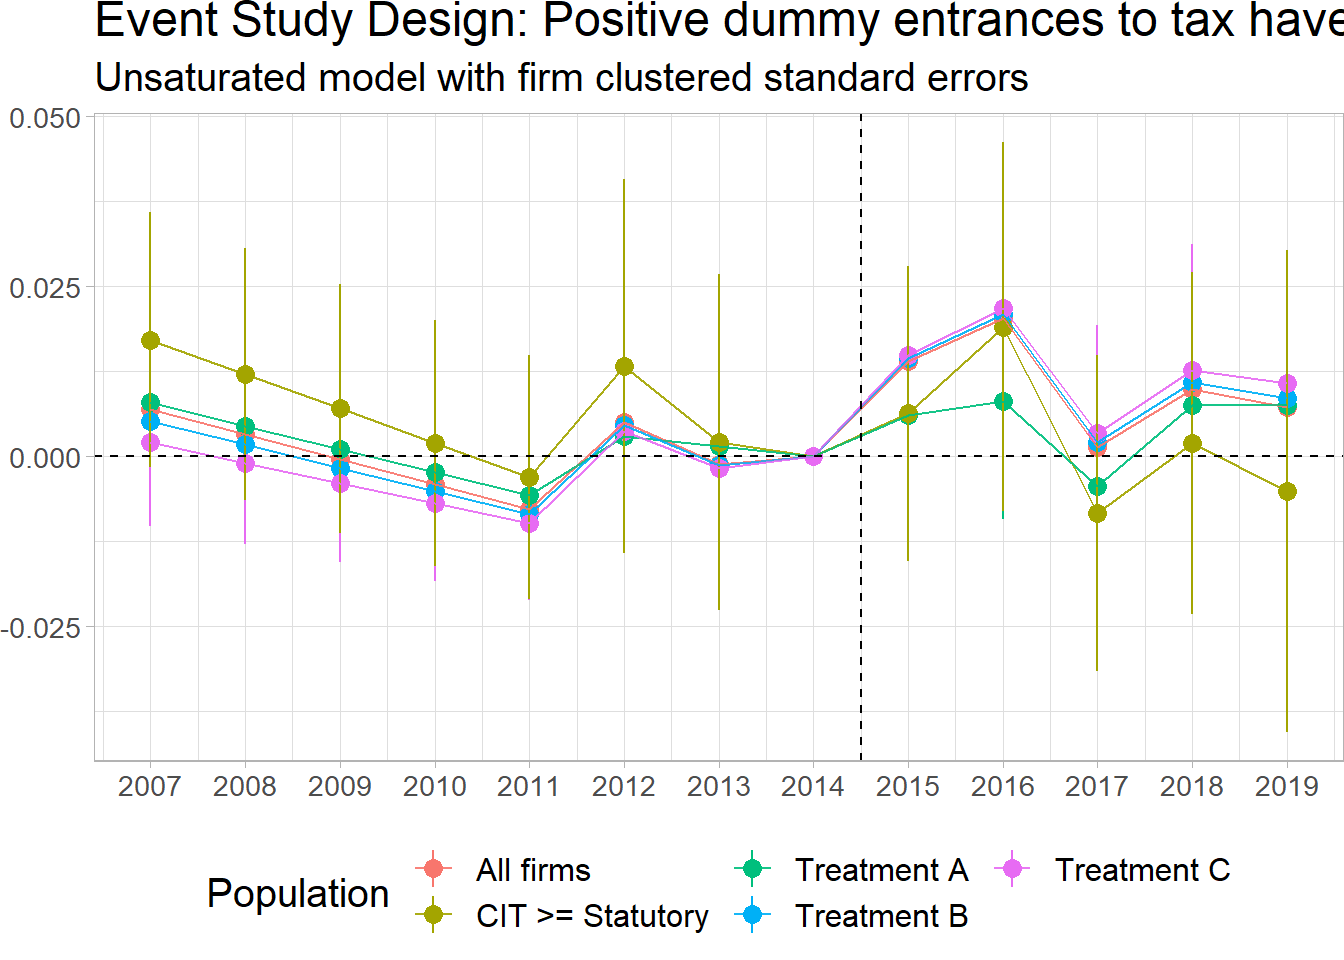 Event Study Design: Positive dummy entrances to tax have
Unsaturated model with firm clustered standard errors
0.050
0.025
0.000
-0.025
2007 2008 2009 2010 2011 2012 2013 2014 2015 2016 2017 2018 2019
Population
All firms
CIT >= Statutory
Treatment A
Treatment B
Treatment C